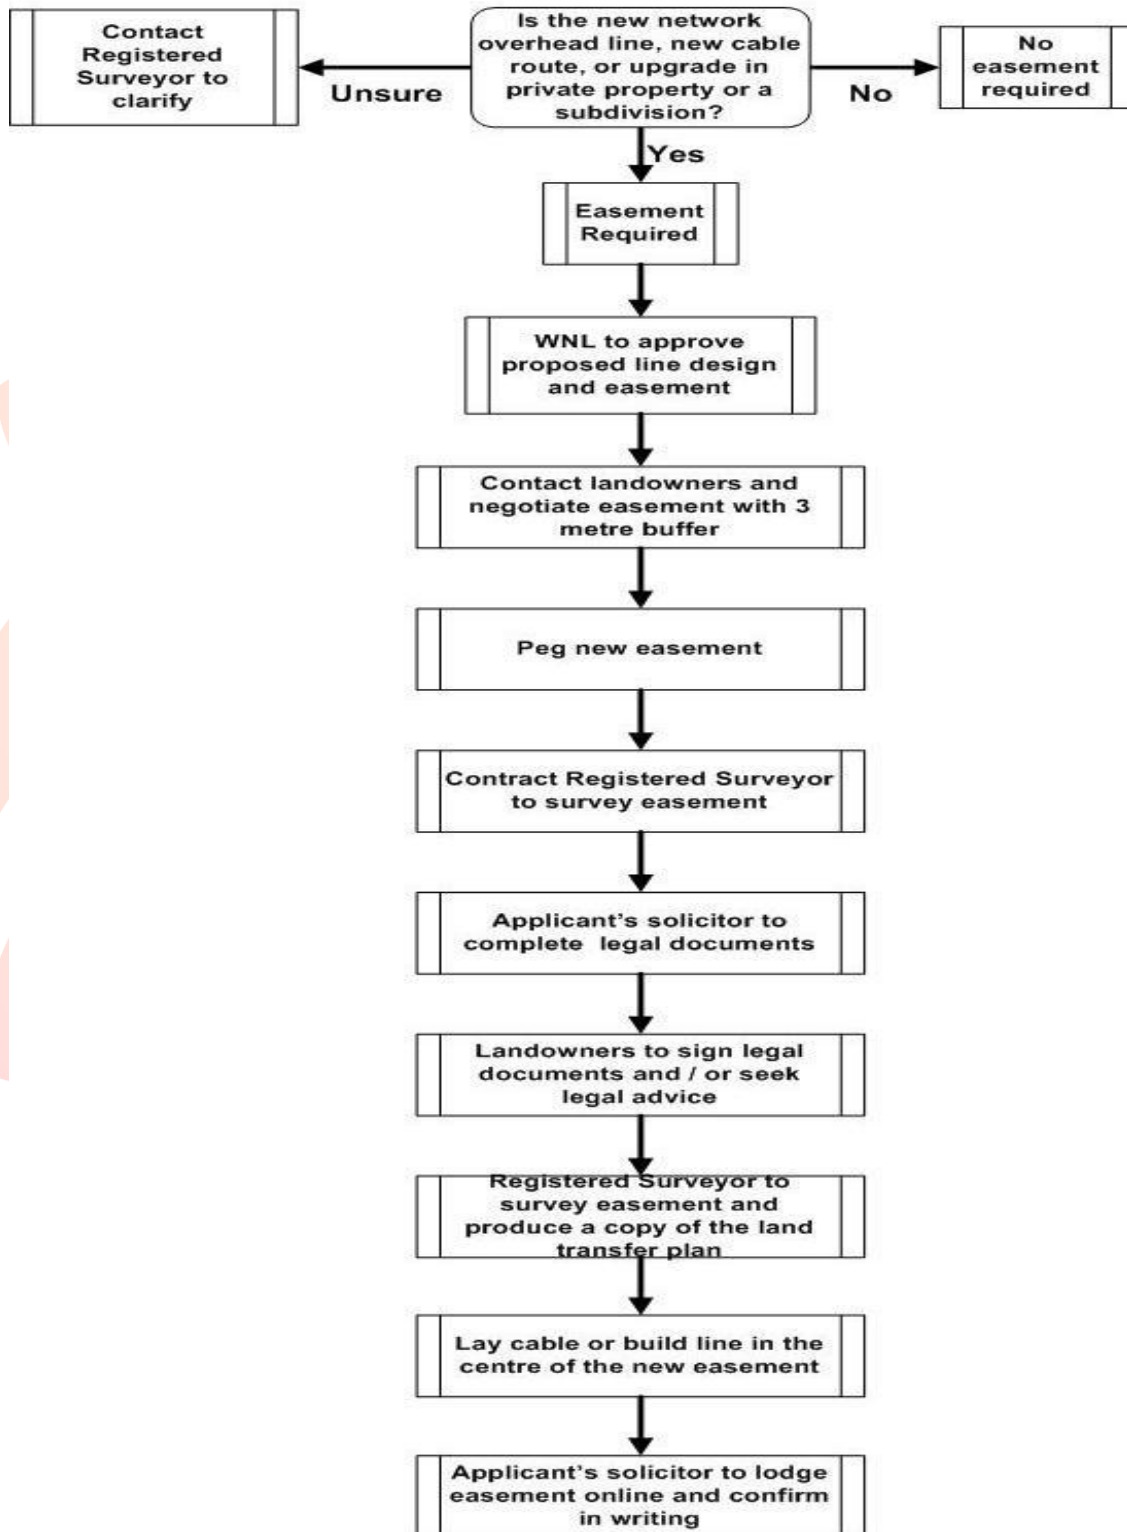 Contact
Registered
Surveyor to
clarify
Unsure
Is the new network
overhead line, new cable
route, or upgrade in
private property or a
subdivision?
No
No
easement
required
Yes
Easement
Required
WNL to approve
proposed line design
and easement
Contact landowners and
negotiate easement with 3
metre buffer
Peg new easement
Contract Registered Surveyor
to survey easement
Applicant's solicitor to
complete legal documents
Landowners to sign legal
documents and / or seek
legal advice
Registered Surveyor to
survey easement and
produce a copy of the land
transfer plan
Lay cable or build line in the
centre of the new easement
Applicant's solicitor to lodge
easement online and confirm
in writing